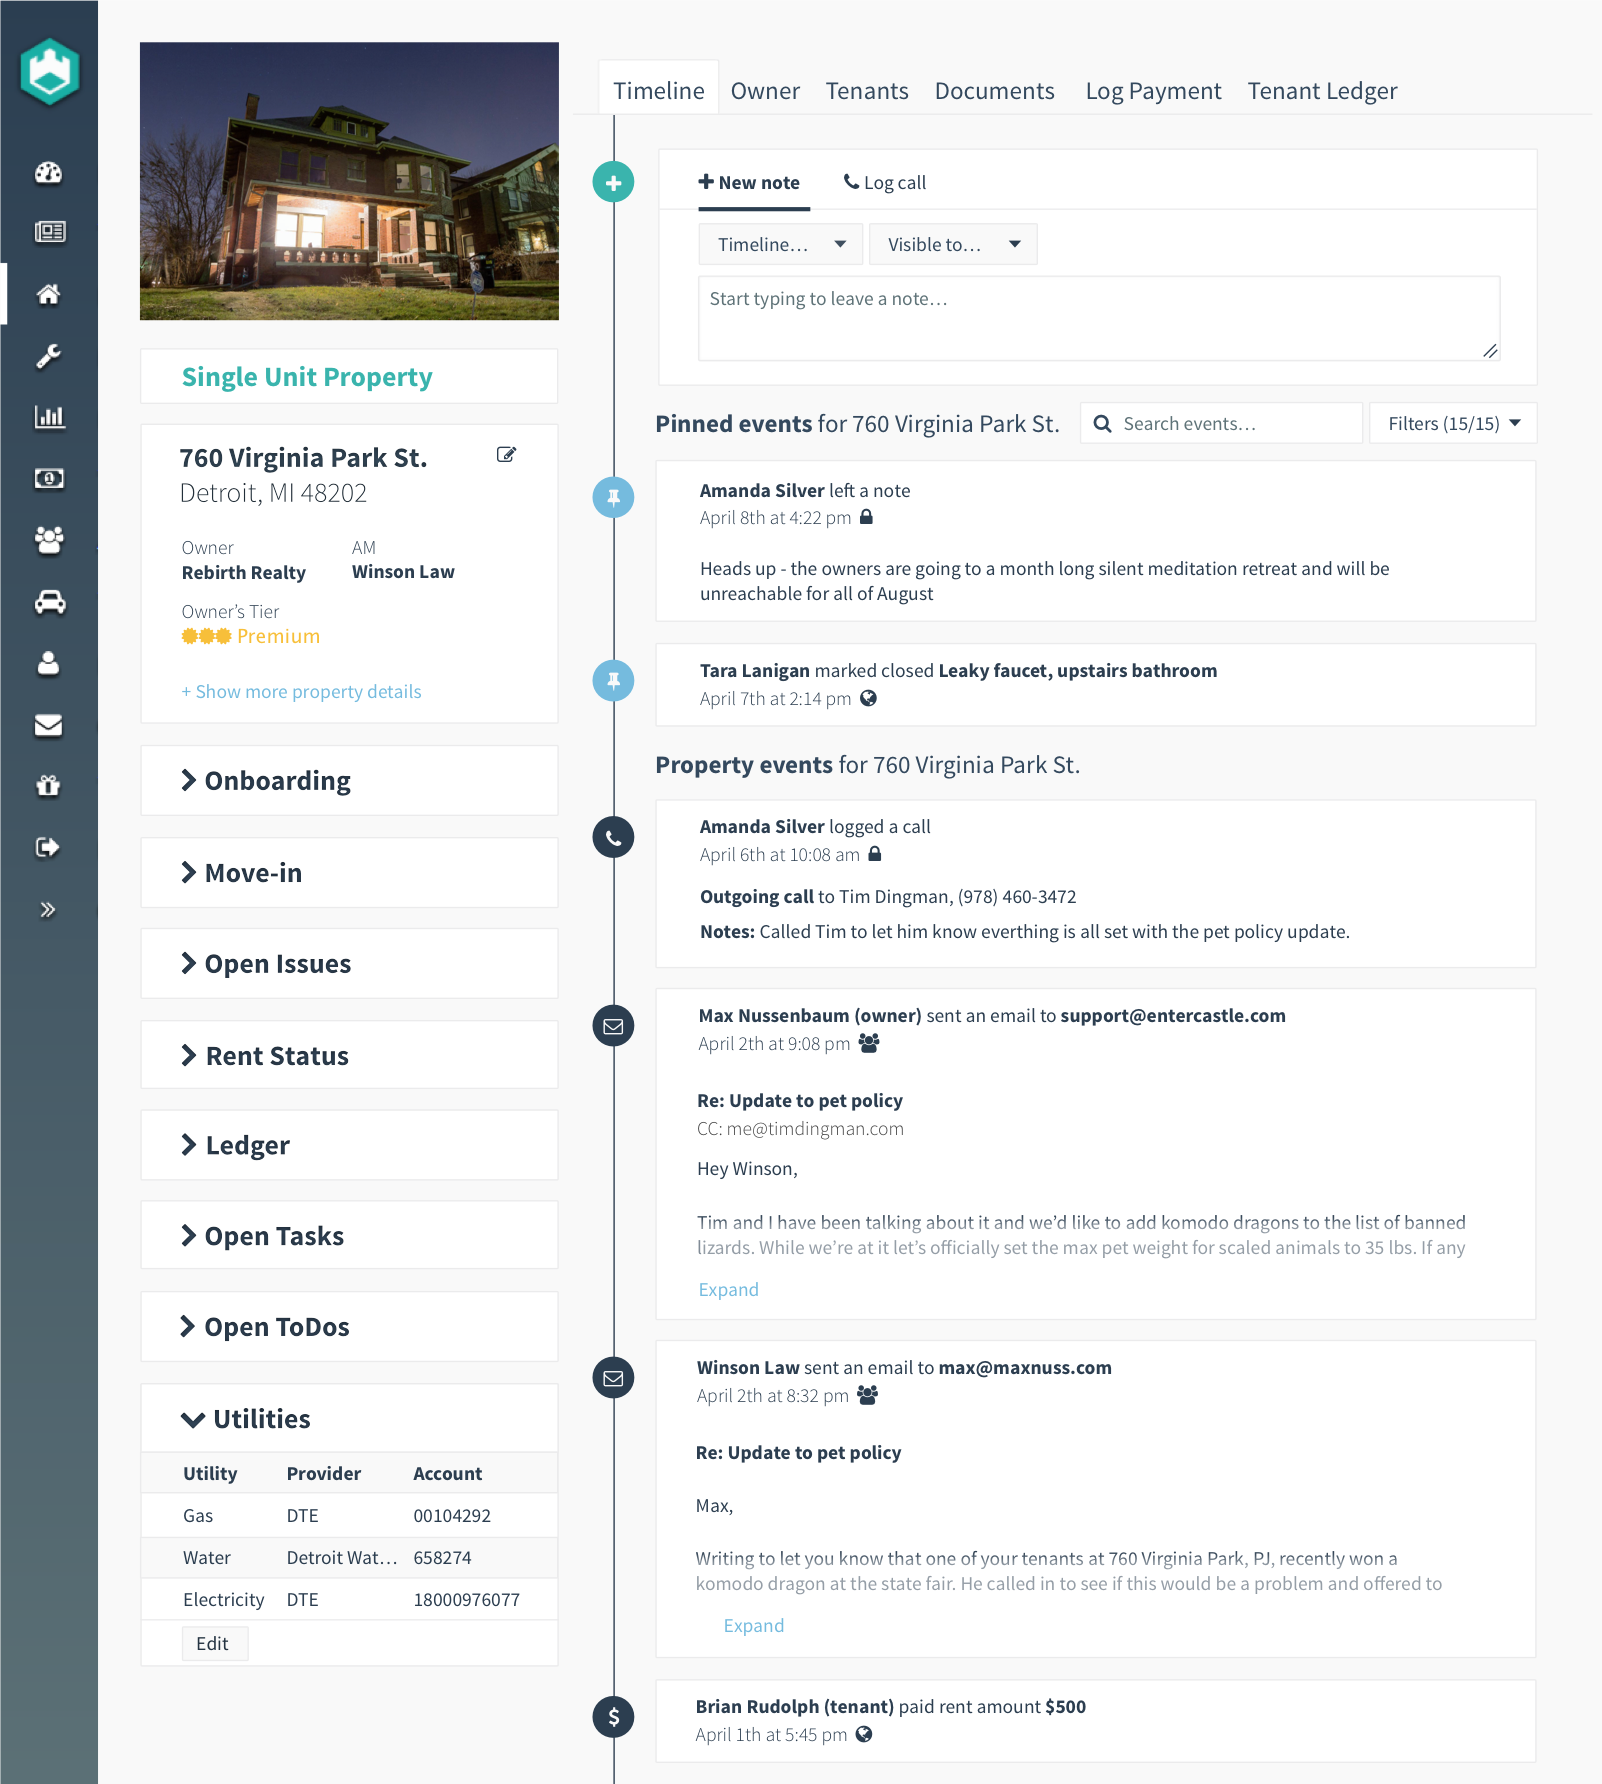 Timeline
Owner
Tenants
Documents
Log Payment
Tenant Ledger
New note
Log call
Timeline…
Visible to…
Start typing to leave a note…
Single Unit Property
760 Virginia Park St.
Detroit, MI 48202
Owner
AM
Rebirth Realty
Winson Law
Owner’s Tier
Premium
+ Show more property details
Onboarding
Move-in
Open Issues
Rent Status
Ledger
Open Tasks
Open ToDos
Utilities
Utility Provider Account
Gas DTE 00104292
Water Detroit Wat… 658274
Electricity DTE 18000976077
Edit
Pinned events for 760 Virginia Park St.
Search events…
Filters (15/15)
Amanda Silver left a note
April 8th at 4:22 pm
Heads up - the owners are going to a month long silent meditation retreat and will be
unreachable for all of August
Tara Lanigan marked closed Leaky faucet, upstairs bathroom
April 7th at 2:14 pm
Property events for 760 Virginia Park St.
Amanda Silver logged a call
April 6th at 10:08 am
Outgoing call to Tim Dingman, (978) 460-3472
Notes: Called Tim to let him know everthing is all set with the pet policy update.
Max Nussenbaum (owner) sent an email to support@entercastle.com
April 2th at 9:08 pm
Re: Update to pet policy
CC: me@timdingman.com
Hey Winson,
Tim and I have been talking about it and we’d like to add komodo dragons to the list of banned
lizards. While we’re at it let’s officially set the max pet weight for scaled animals to 35 lbs. If any
Expand
Winson Law sent an email to max@maxnuss.com
April 2th at 8:32 pm
Re: Update to pet policy
Max,
Writing to let you know that one of your tenants at 760 Virginia Park, PJ, recently won a
komodo dragon at the state fair. He called in to see if this would be a problem and offered to
Expand
Brian Rudolph (tenant) paid rent amount $500
April 1th at 5:45 pm